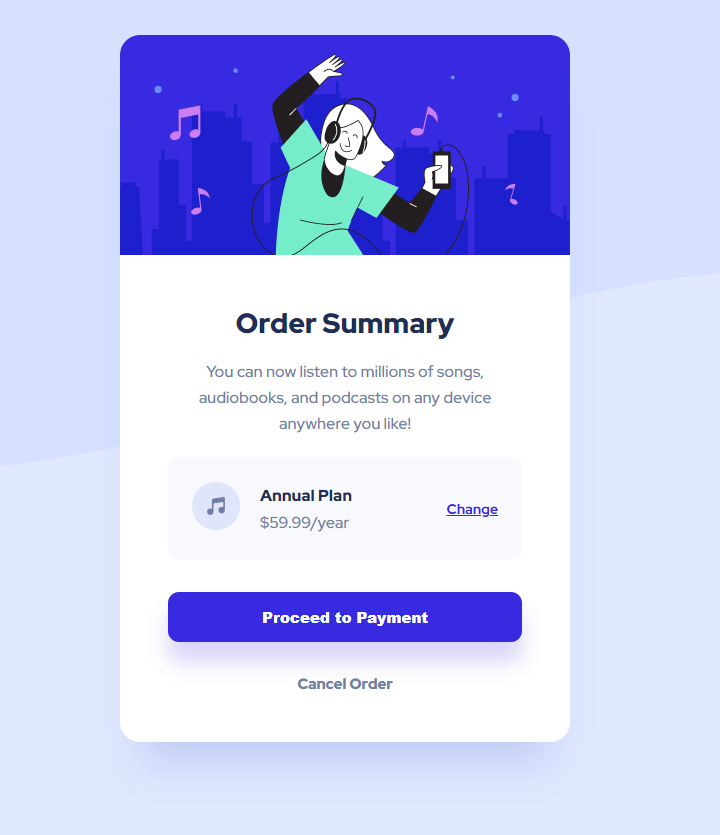 Order Summary
You can now listen to millions of songs,
audiobooks, and podcasts on any device
anywhere you like!
Annual Plan
$59.99/year
Change
Proceed to Payment
Cancel Order